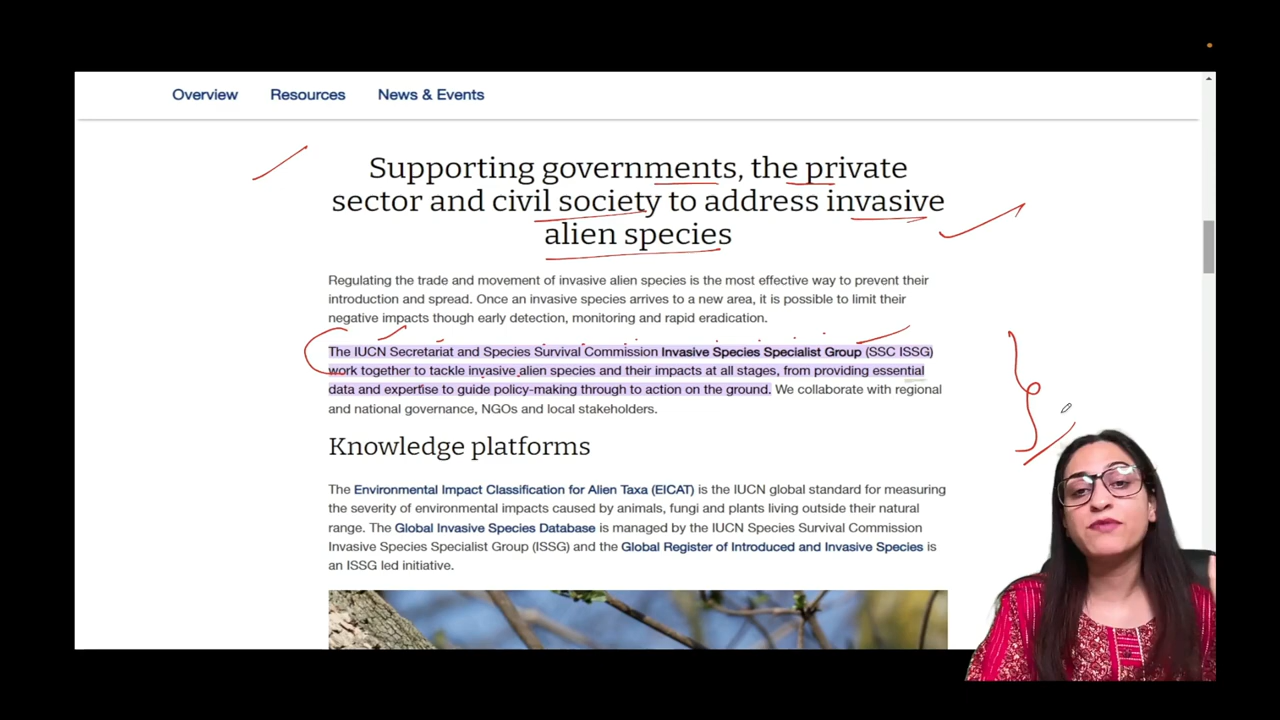 Overview Resources News & Events
Supporting governments, the private
sector and civil society to address invasive
alien species
Regulating the trade and movement of invasive alien species is the most effective way to prevent their
introduction and spread. Once an invasive species arrives to a new area, it is possible to limit their
negative impacts though early detection, monitoring and rapid eradication.
The IUCN Secretariat and Species Survival Commission Invasive Species Specialist Group (SSC ISSG)
work together to tackle invasive alien species and their impacts at all stages, from providing essential
data and expertise to guide policy-making through to action on the ground. We collaborate with regional
and national governance, NGOs and local stakeholders.
Knowledge platforms
The Environmental Impact Classification for Alien Taxa (EICAT) is the IUCN global standard for measuring
the severity of environmental impacts caused by animals, fungi and plants living outside their natural
range. The Global Invasive Species Database is managed by the IUCN Species Survival Commission
Invasive Species Specialist Group (ISSG) and the Global Register of Introduced and Invasive Species is
an ISSG led initiative.